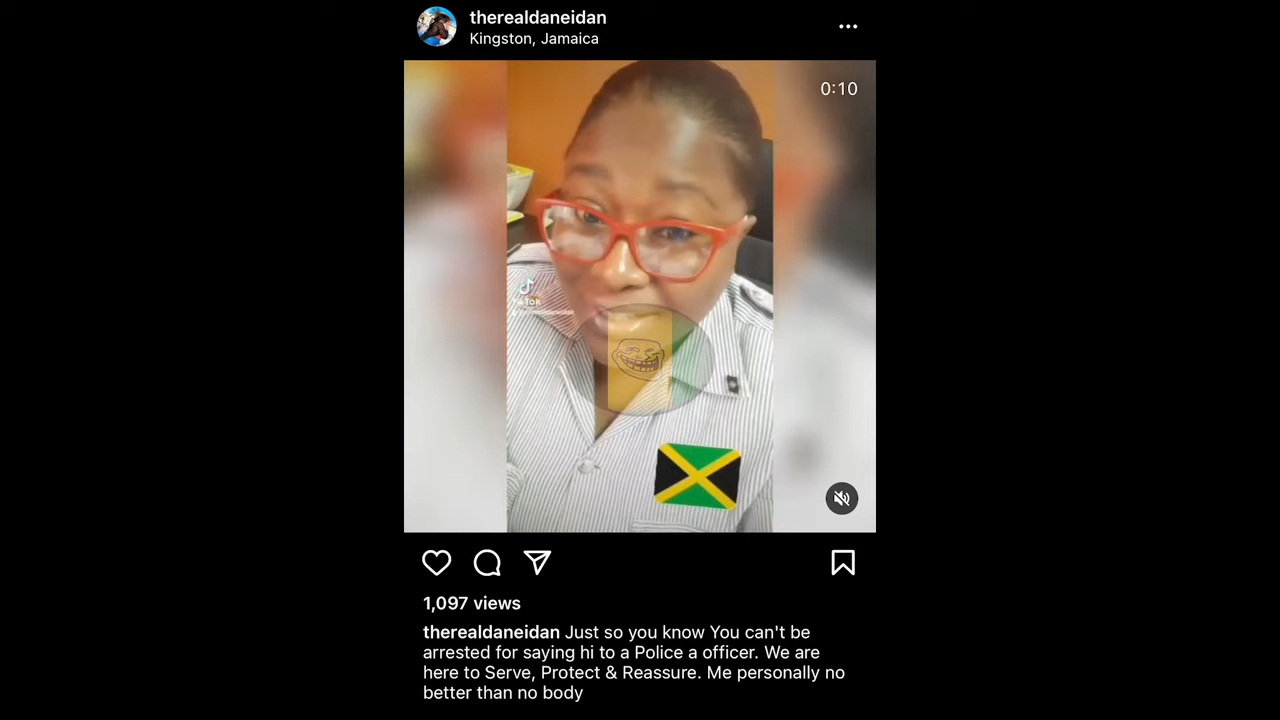 therealdaneidan
Kingston, Jamaica
0:10
TikTok
1,097 views
therealdaneidan Just so you know You can't be
arrested for saying hi to a Police a officer. We are
here to Serve, Protect & Reassure. Me personally no
better than no body